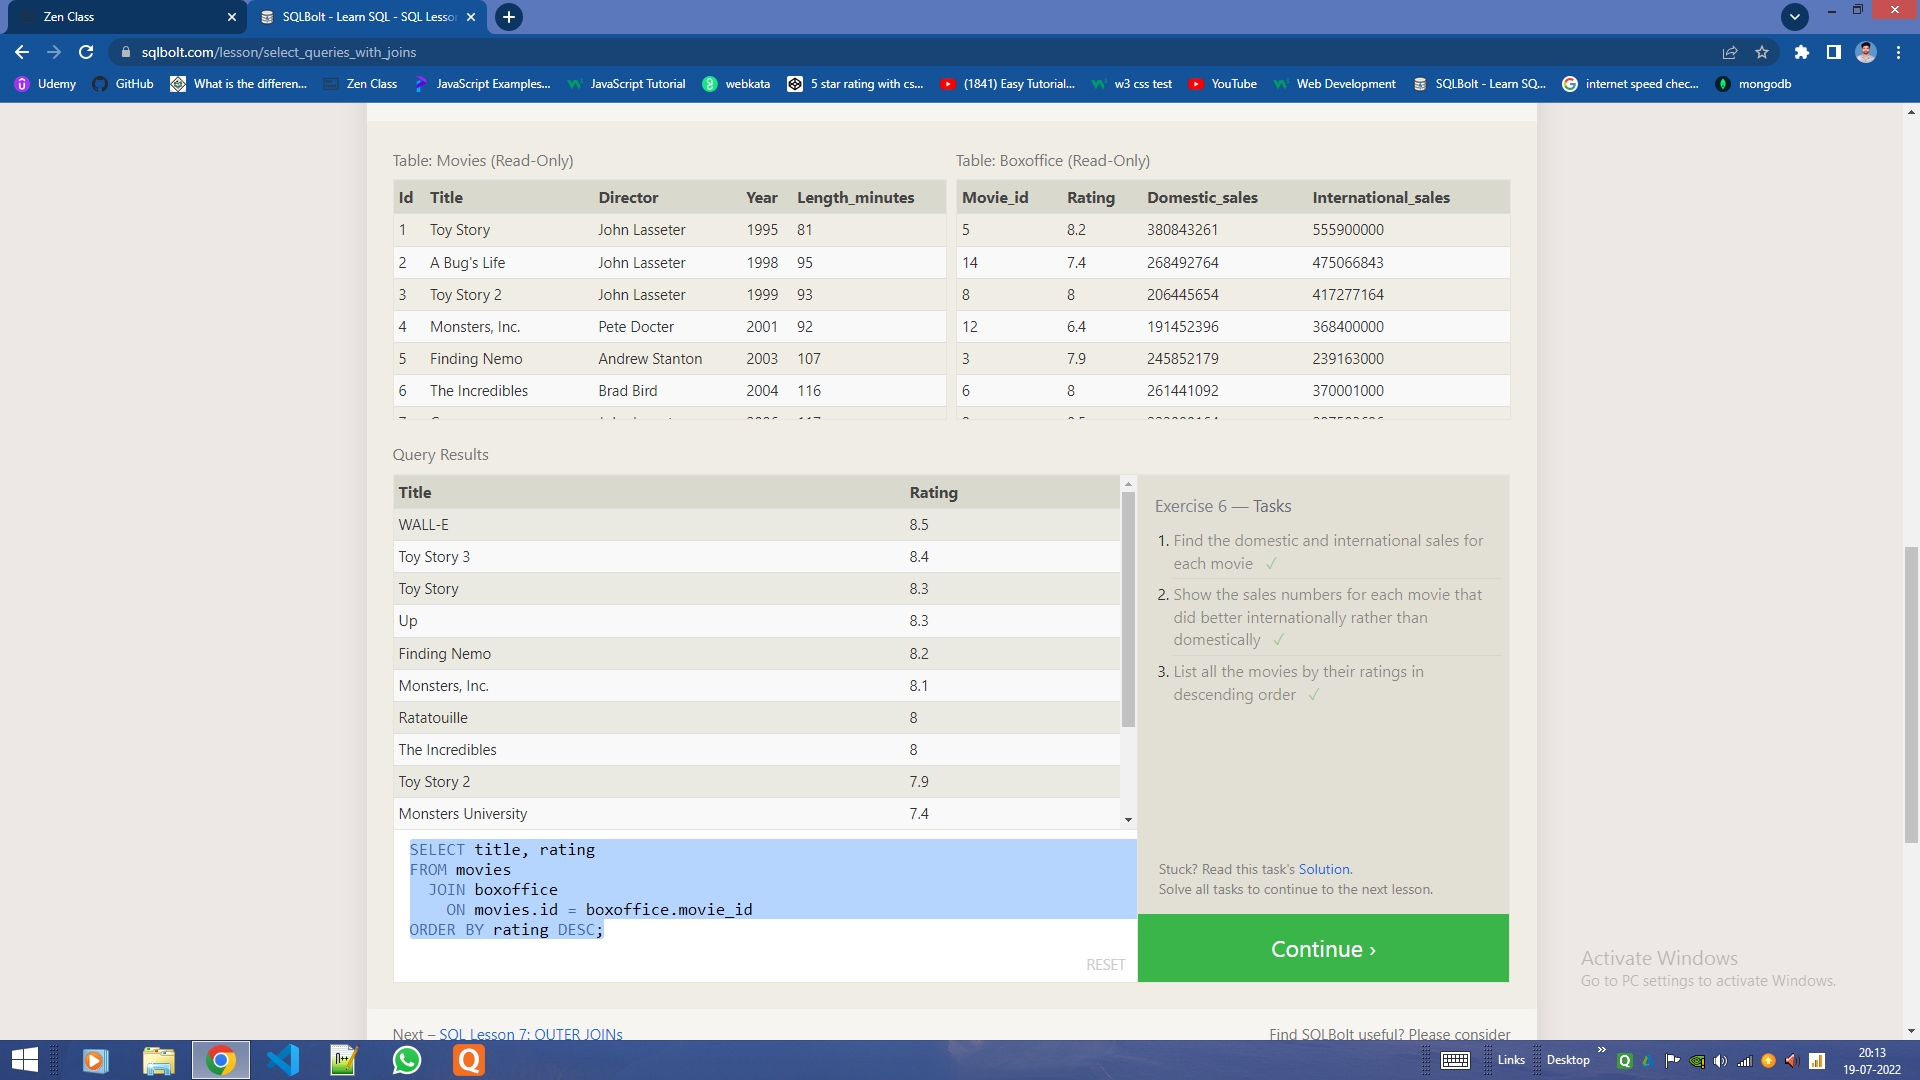 Zen Class
SQLBolt - Learn SQL - SQL Lesson
sqlbolt.com/lesson/select_queries_with_joins
Udemy GitHub What is the differen... Zen Class JavaScript Examples... JavaScript Tutorial webkata 5 star rating with cs... (1841) Easy Tutorial... w3 css test YouTube Web Development SQLBolt - Learn SQ... internet speed chec... mongodb
Table: Movies (Read-Only)
Id Title Director Year Length_minutes
1 Toy Story John Lasseter 1995 81
2 A Bug's Life John Lasseter 1998 95
3 Toy Story 2 John Lasseter 1999 93
4 Monsters, Inc. Pete Docter 2001 92
5 Finding Nemo Andrew Stanton 2003 107
6 The Incredibles Brad Bird 2004 116
Table: Boxoffice (Read-Only)
Movie_id Rating Domestic_sales International_sales
5 8.2 380843261 555900000
14 7.4 268492764 475066843
8 8 206445654 417277164
12 6.4 191452396 368400000
3 7.9 245852179 239163000
6 8 261441092 370001000
Query Results
Title Rating
WALL-E 8.5
Toy Story 3 8.4
Toy Story 8.3
Up 8.3
Finding Nemo 8.2
Monsters, Inc. 8.1
Ratatouille 8
The Incredibles 8
Toy Story 2 7.9
Monsters University 7.4
SELECT title, rating
FROM movies
JOIN boxoffice
ON movies.id = boxoffice.movie_id
ORDER BY rating DESC;
RESET
Exercise 6 — Tasks
1. Find the domestic and international sales for
each movie ✓
2. Show the sales numbers for each movie that
did better internationally rather than
domestically ✓
3. List all the movies by their ratings in
descending order ✓
Stuck? Read this task's Solution.
Solve all tasks to continue to the next lesson.
Continue ›
Activate Windows
Go to PC settings to activate Windows.
Next – SQL Lesson 7: OUTER JOINs
Find SQLBolt useful? Please consider
Links Desktop
20:13
19-07-2022